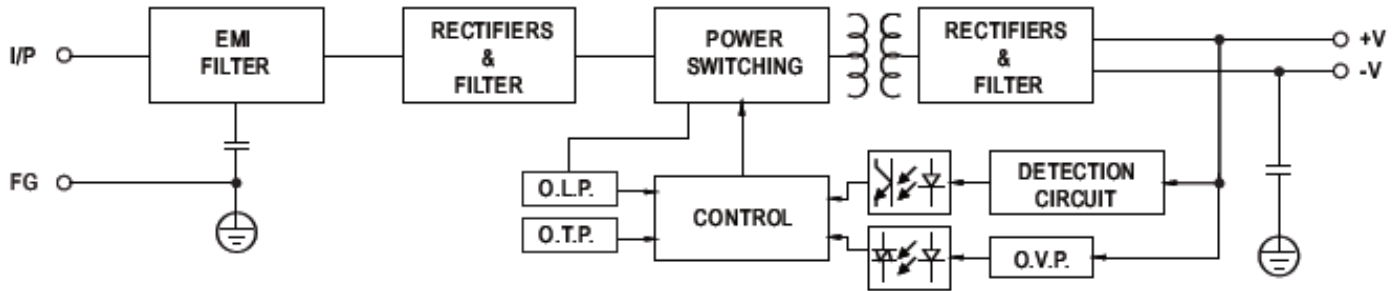 I/P
EMI
FILTER
RECTIFIERS
&
FILTER
POWER
SWITCHING
RECTIFIERS
&
FILTER
+V
-V
FG
O.L.P.
O.T.P.
CONTROL
DETECTION
CIRCUIT
O.V.P.